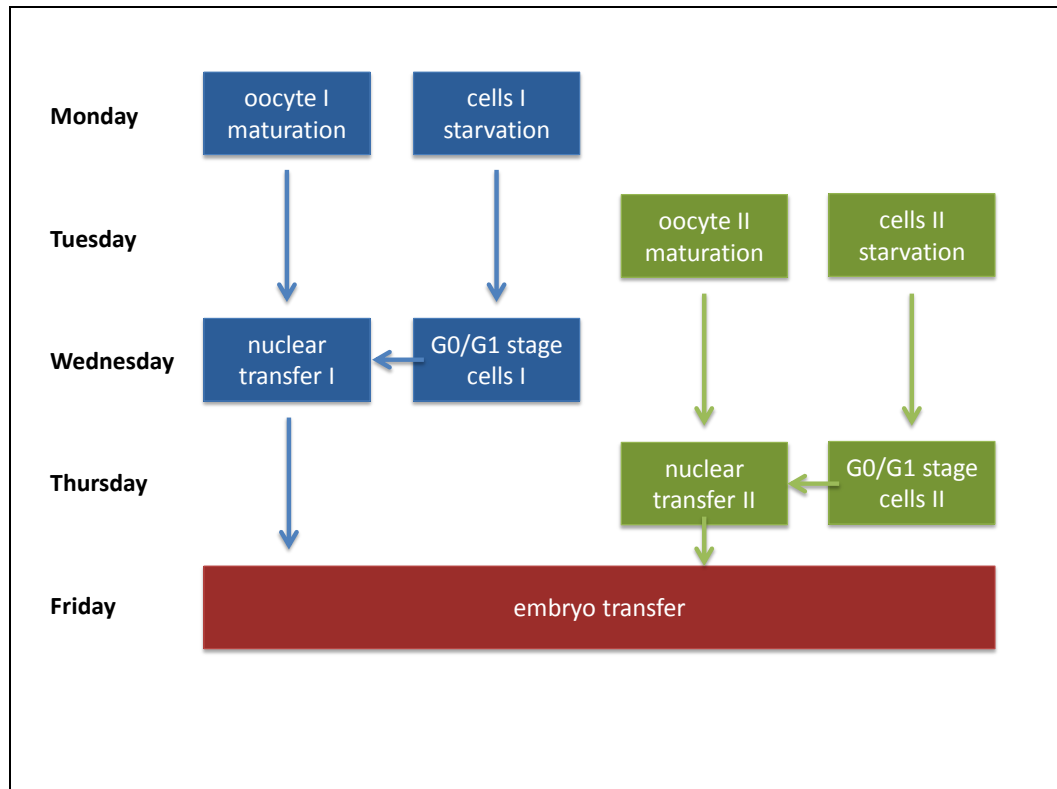 Monday
oocyte I
maturation
cells I
starvation
Tuesday
oocyte II
maturation
cells II
starvation
Wednesday
nuclear
transfer I
G0/G1 stage
cells I
Thursday
nuclear
transfer II
G0/G1 stage
cells II
Friday
embryo transfer